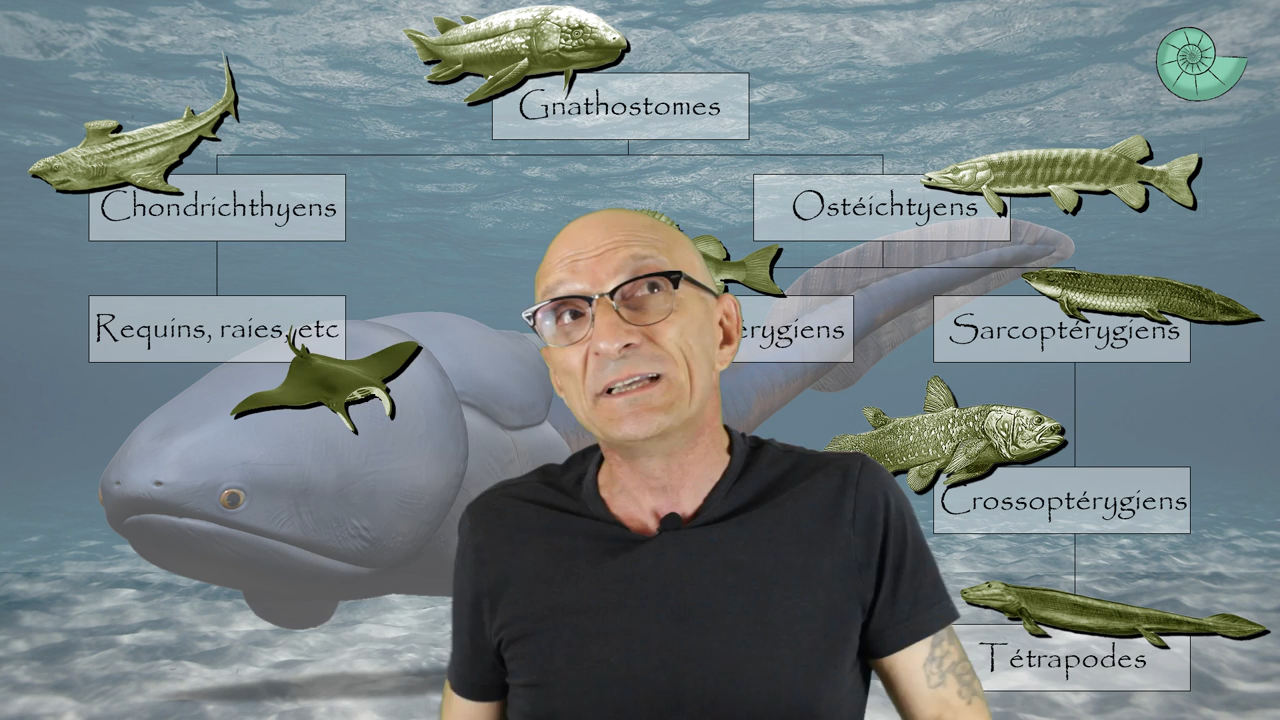 Gnathostomes
Chondrichthyens
Ostéichtyens
Requins, raies, etc
Sarcoptérygiens
Crossoptérygiens
Tétrapodes